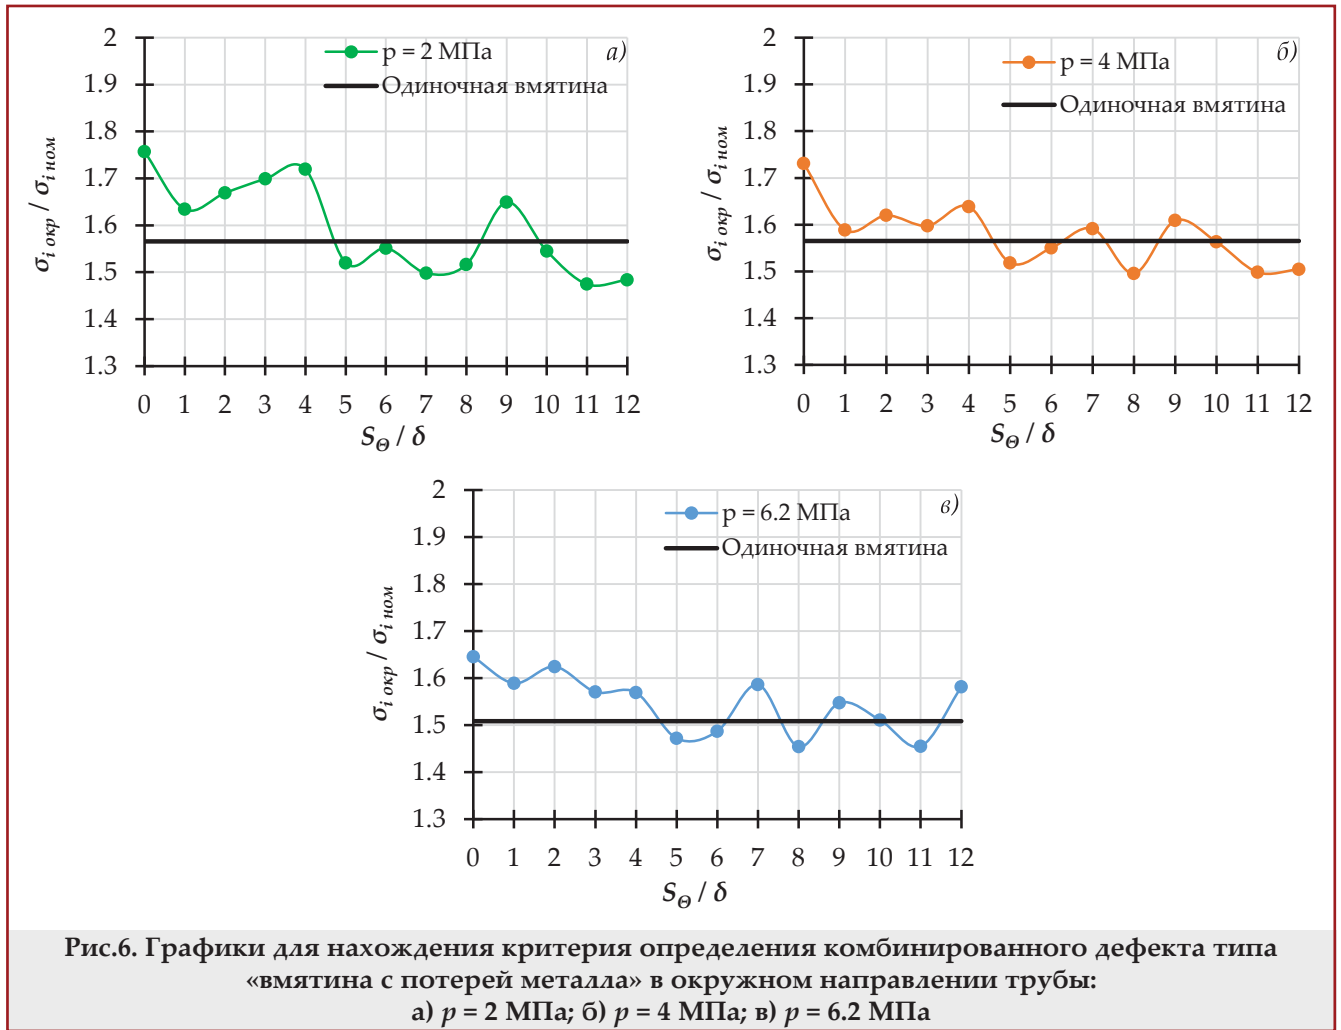 а)
p = 2 МПа
Одиночная вмятина
2
1.9
1.8
1.7
1.6
1.5
1.4
1.3
σi окр / σi ном
0 1 2 3 4 5 6 7 8 9 10 11 12
SΘ / δ
б)
p = 4 МПа
Одиночная вмятина
2
1.9
1.8
1.7
1.6
1.5
1.4
1.3
σi окр / σi ном
0 1 2 3 4 5 6 7 8 9 10 11 12
SΘ / δ
в)
p = 6.2 МПа
Одиночная вмятина
2
1.9
1.8
1.7
1.6
1.5
1.4
1.3
σi окр / σi ном
0 1 2 3 4 5 6 7 8 9 10 11 12
SΘ / δ
Рис.6. Графики для нахождения критерия определения комбинированного дефекта типа
«вмятина с потерей металла» в окружном направлении трубы:
а) p = 2 МПа; б) p = 4 МПа; в) p = 6.2 МПа